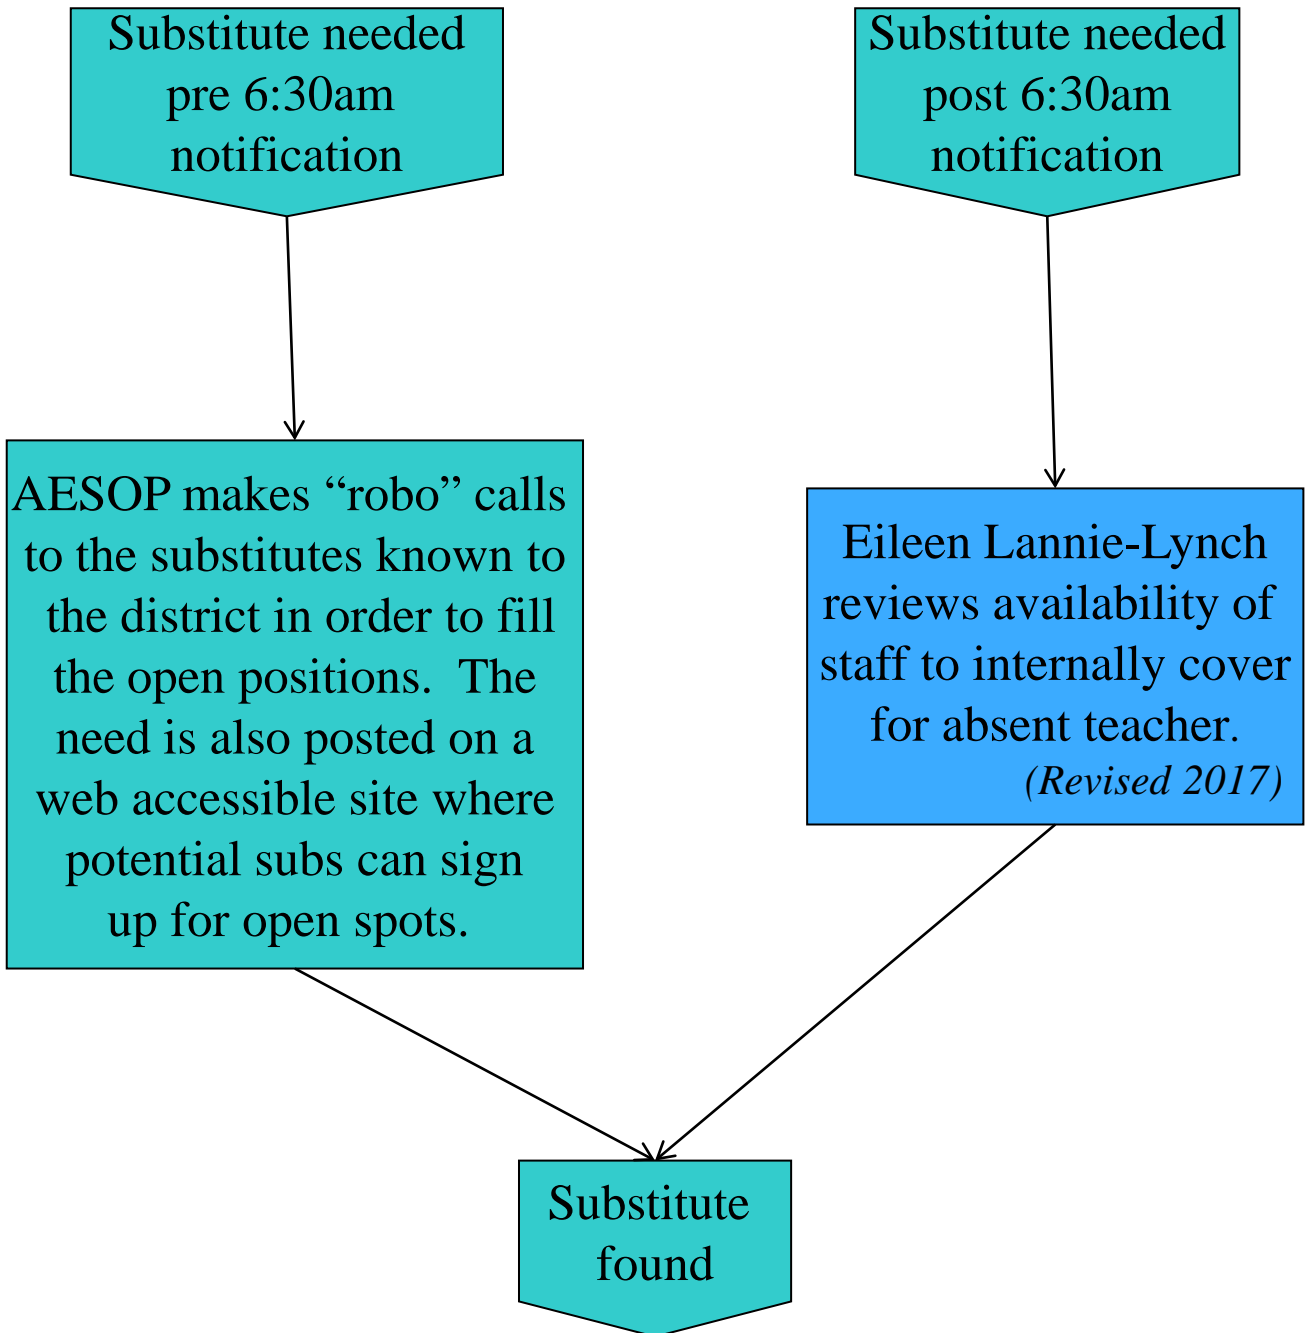 Substitute needed
pre 6:30am
notification
Substitute needed
post 6:30am
notification
AESOP makes “robo” calls
to the substitutes known to
the district in order to fill
the open positions.  The
need is also posted on a
web accessible site where
potential subs can sign
up for open spots.
Eileen Lannie-Lynch
reviews availability of
staff to internally cover
for absent teacher.
(Revised 2017)
Substitute
found